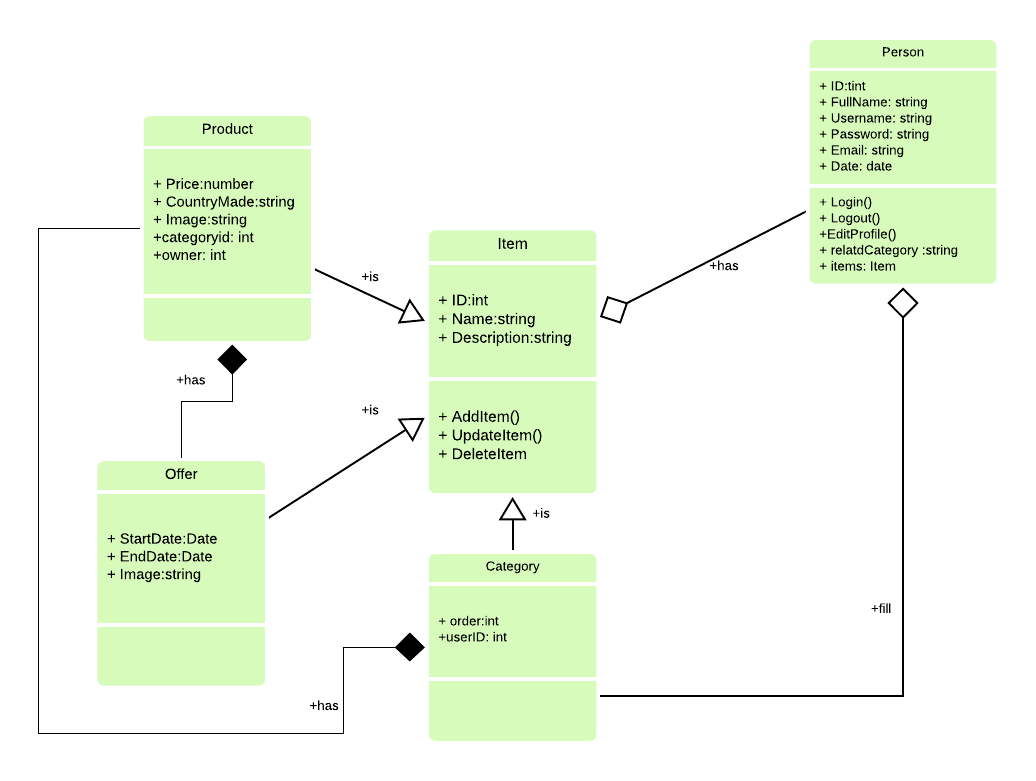 Person
+ ID:tint
+ FullName: string
+ Username: string
+ Password: string
+ Email: string
+ Date: date
+ Login()
+ Logout()
+EditProfile()
+ relatdCategory :string
+ items: Item
Product
+ Price:number
+ CountryMade:string
+ Image:string
+categoryid: int
+owner: int
Item
+ ID:int
+ Name:string
+ Description:string
+ AddItem()
+ UpdateItem()
+ DeleteItem
+is
+has
+has
+is
Offer
+ StartDate:Date
+ EndDate:Date
+ Image:string
+is
Category
+ order:int
+userID: int
+fill
+has